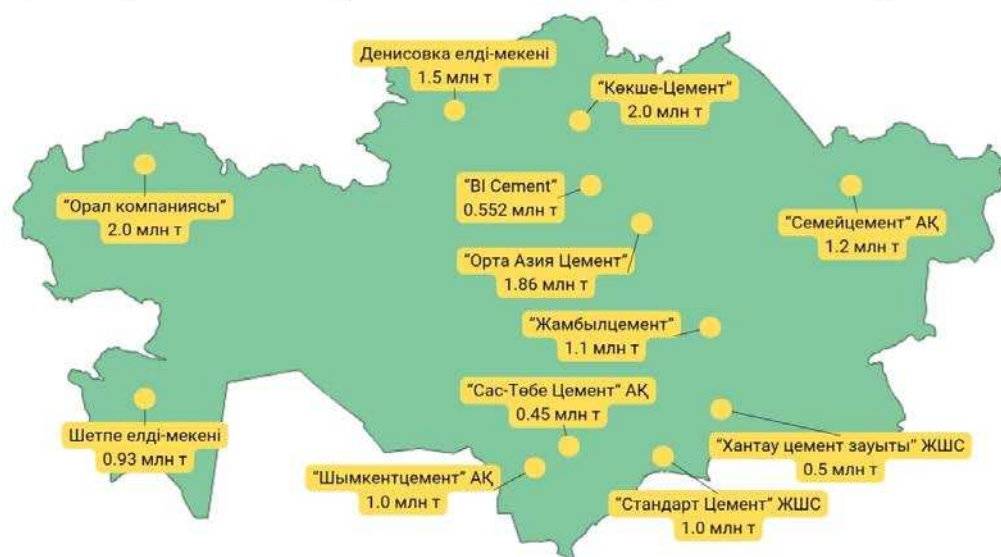 Денисовка елді-мекені
1.5 млн т
“Көкше-Цемент”
2.0 млн т
“Орал компаниясы”
2.0 млн т
“BI Cement”
0.552 млн т
“Семейцемент” АҚ
1.2 млн т
“Орта Азия Цемент”
1.86 млн т
“Жамбылцемент”
1.1 млн т
“Сас-Төбе Цемент” АҚ
0.45 млн т
Шетпе елді-мекені
0.93 млн т
“Хантау цемент зауыты” ЖШС
0.5 млн т
“Шымкентцемент” АҚ
1.0 млн т
“Стандарт Цемент” ЖШС
1.0 млн т